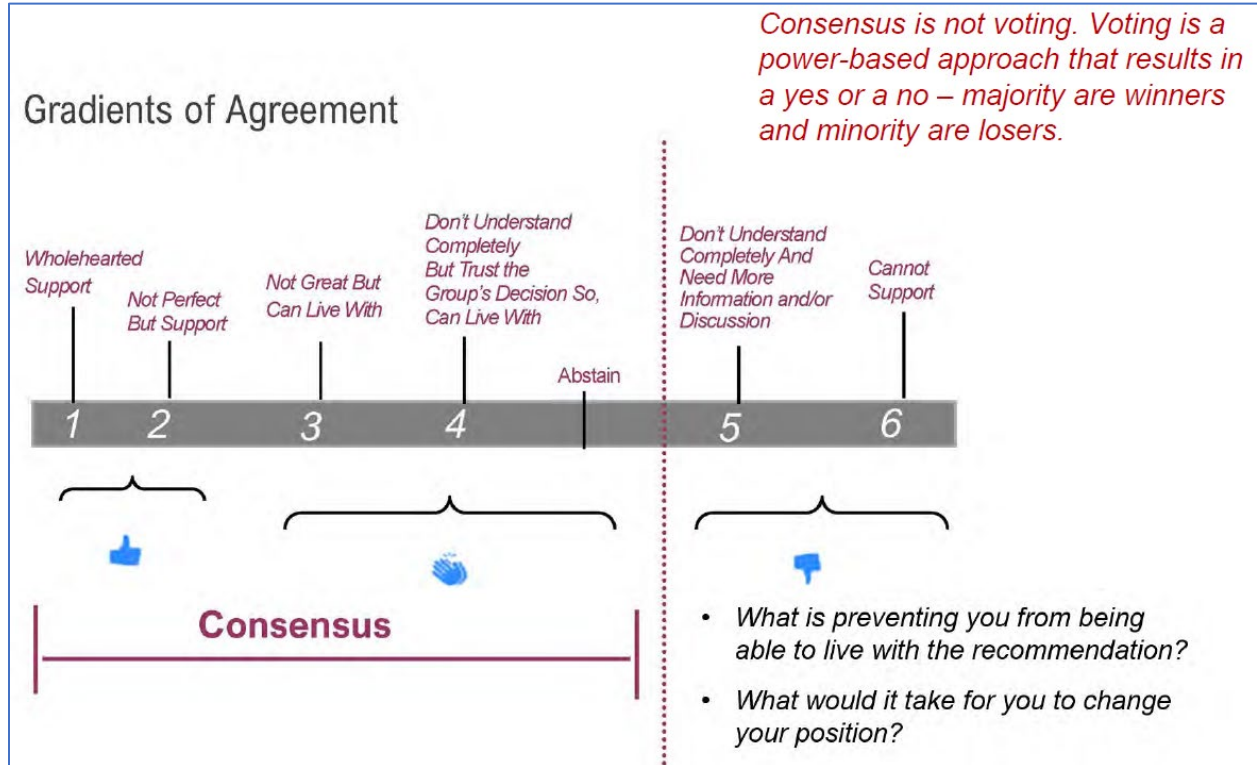 Consensus is not voting. Voting is a
power-based approach that results in
a yes or a no – majority are winners
and minority are losers.
Gradients of Agreement
Wholehearted
Support
Not Perfect
But Support
Not Great But
Can Live With
Don't Understand
Completely
But Trust the
Group's Decision So,
Can Live With
Abstain
Don't Understand
Completely And
Need More
Information and/or
Discussion
Cannot
Support
1 2 3 4 5 6
Consensus
• What is preventing you from being
able to live with the recommendation?
• What would it take for you to change
your position?